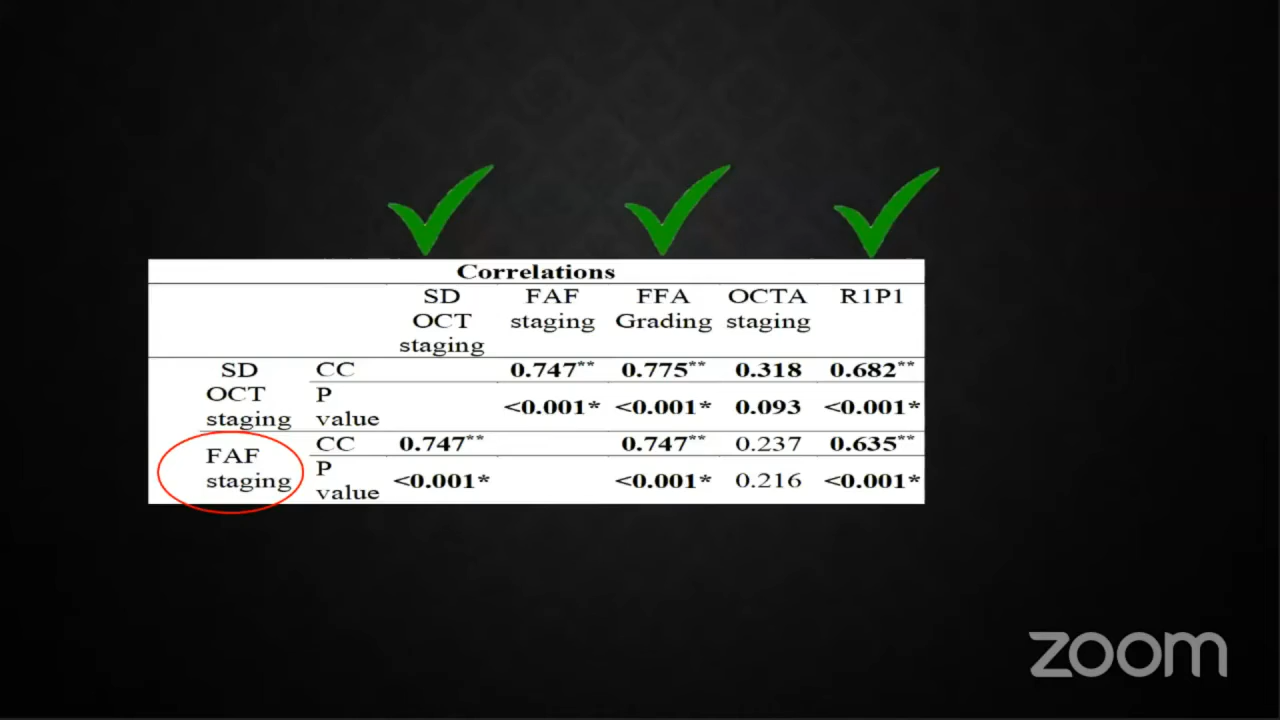 Correlations
SD OCT staging FAF staging FFA Grading OCTA staging R1P1
SD OCT staging CC 0.747** 0.775** 0.318 0.682**
P value <0.001* <0.001* 0.093 <0.001*
FAF staging CC 0.747** 0.747** 0.237 0.635**
P value <0.001* <0.001* 0.216 <0.001*
zoom